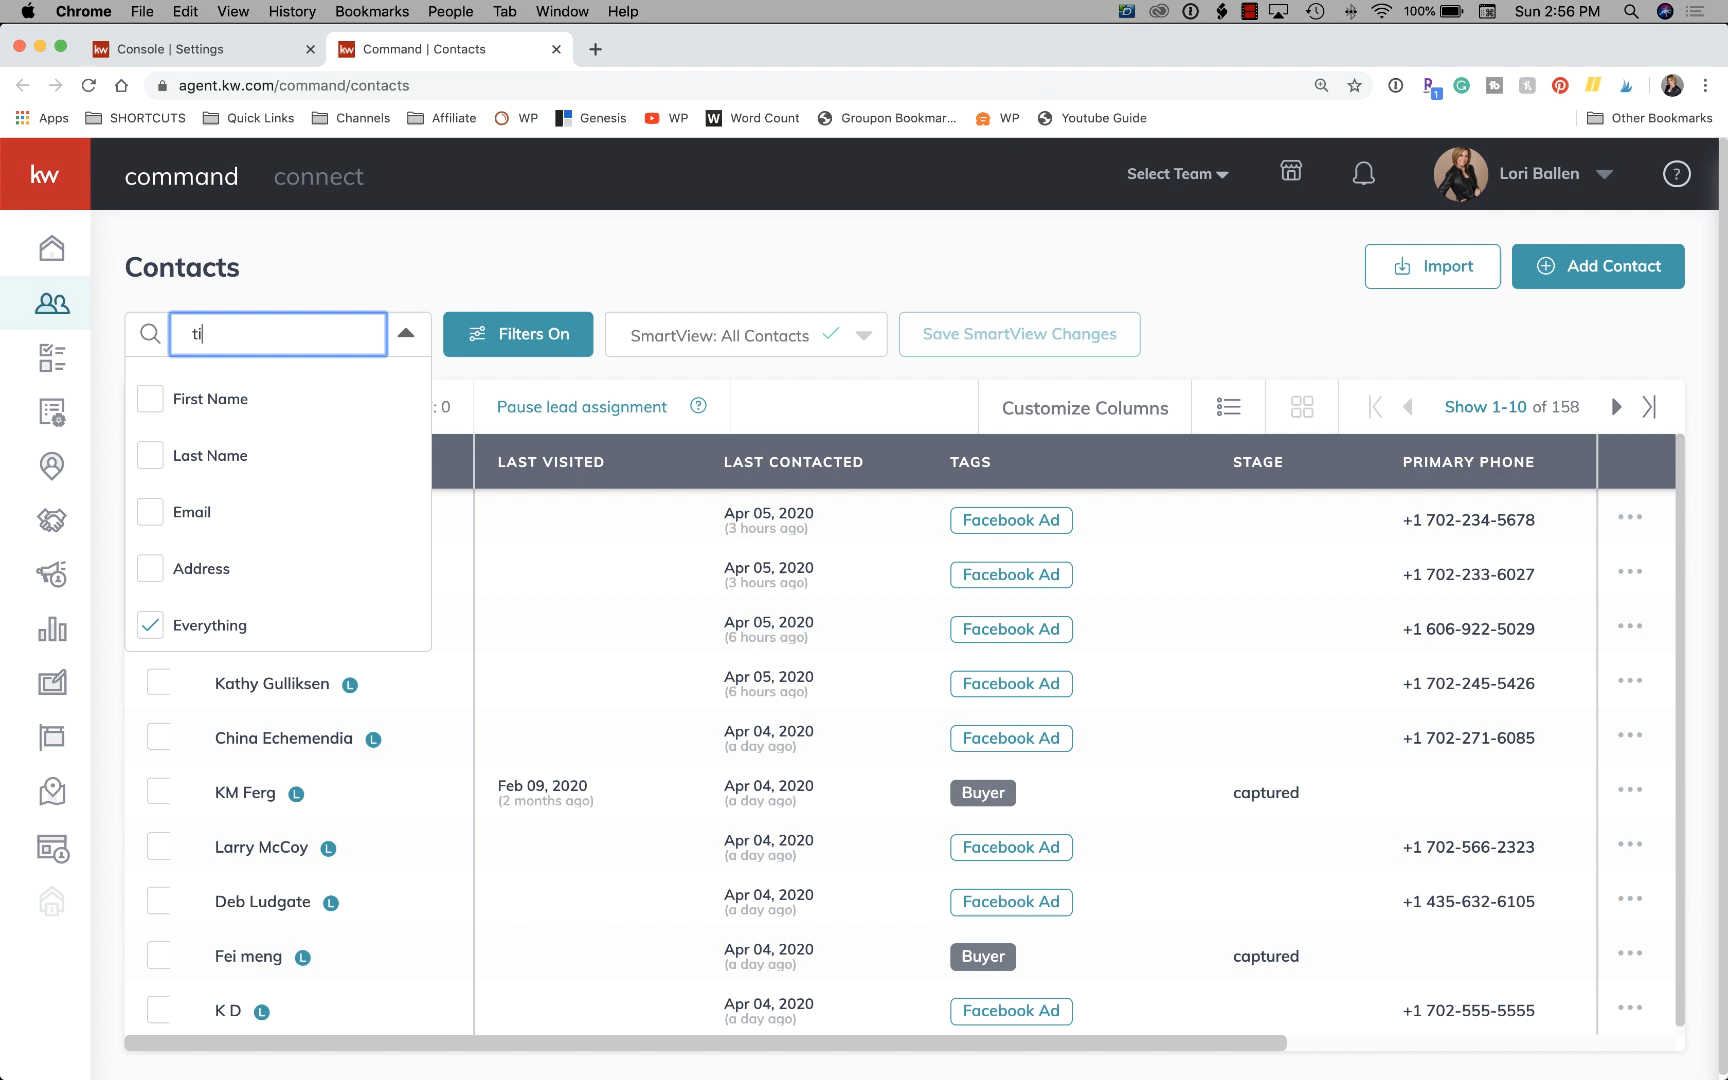 Chrome File Edit View History Bookmarks People Tab Window Help 100% Sun 2:56 PM
kw Console | Settings kw Command | Contacts
agent.kw.com/command/contacts 1
Apps SHORTCUTS Quick Links Channels Affiliate WP Genesis WP W Word Count Groupon Bookmar... WP Youtube Guide Other Bookmarks
kw command connect Select Team Lori Ballen ?
Contacts Import Add Contact
ti Filters On SmartView: All Contacts Save SmartView Changes
First Name
Last Name
Email
Address
Everything
: 0 Pause lead assignment ? Customize Columns Show 1-10 of 158
LAST VISITED LAST CONTACTED TAGS STAGE PRIMARY PHONE
Apr 05, 2020 Facebook Ad +1 702-234-5678
(3 hours ago)
Apr 05, 2020 Facebook Ad +1 702-233-6027
(3 hours ago)
Apr 05, 2020 Facebook Ad +1 606-922-5029
(6 hours ago)
Kathy Gulliksen L Apr 05, 2020 Facebook Ad +1 702-245-5426
(6 hours ago)
China Echemendia L Apr 04, 2020 Facebook Ad +1 702-271-6085
(a day ago)
KM Ferg L Feb 09, 2020 Apr 04, 2020 Buyer captured
(2 months ago) (a day ago)
Larry McCoy L Apr 04, 2020 Facebook Ad +1 702-566-2323
(a day ago)
Deb Ludgate L Apr 04, 2020 Facebook Ad +1 435-632-6105
(a day ago)
Fei meng L Apr 04, 2020 Buyer captured
(a day ago)
K D L Apr 04, 2020 Facebook Ad +1 702-555-5555
(a day ago)